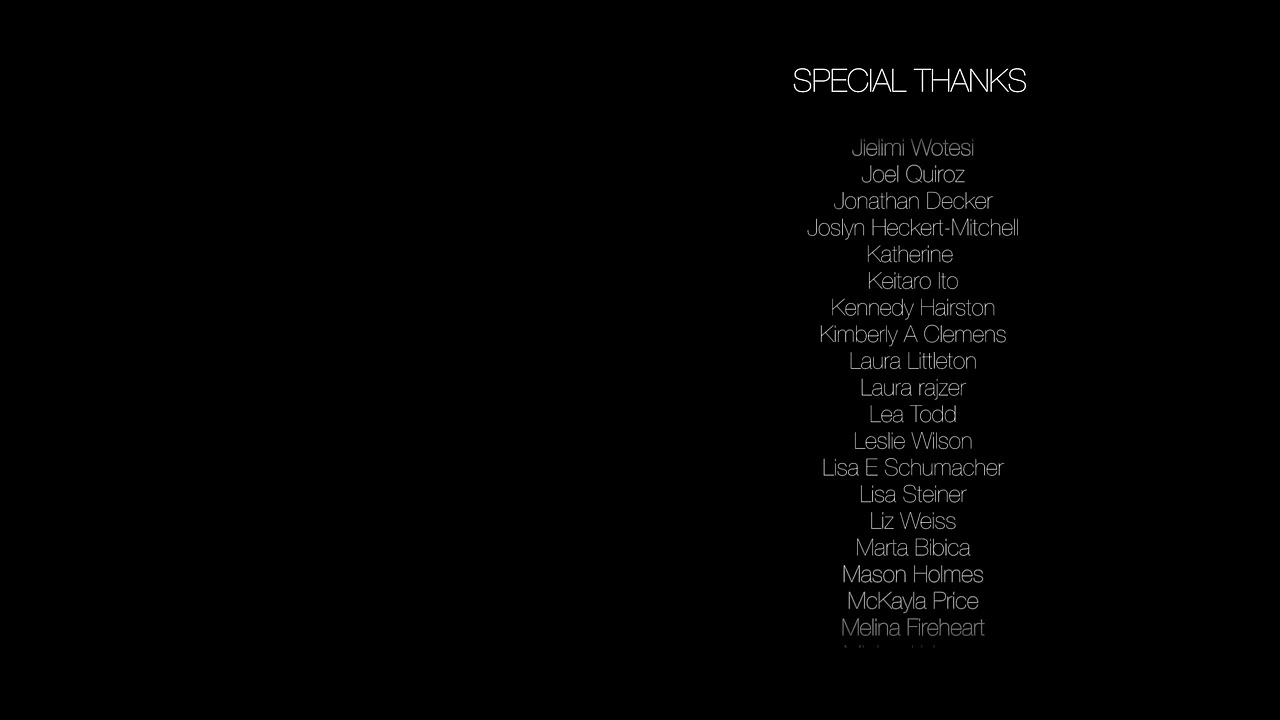 SPECIAL THANKS
Jielimi Wotesi
Joel Quiroz
Jonathan Decker
Joslyn Heckert-Mitchell
Katherine
Keitaro Ito
Kennedy Hairston
Kimberly A Clemens
Laura Littleton
Laura rajzer
Lea Todd
Leslie Wilson
Lisa E Schumacher
Lisa Steiner
Liz Weiss
Marta Bibica
Mason Holmes
McKayla Price
Melina Fireheart